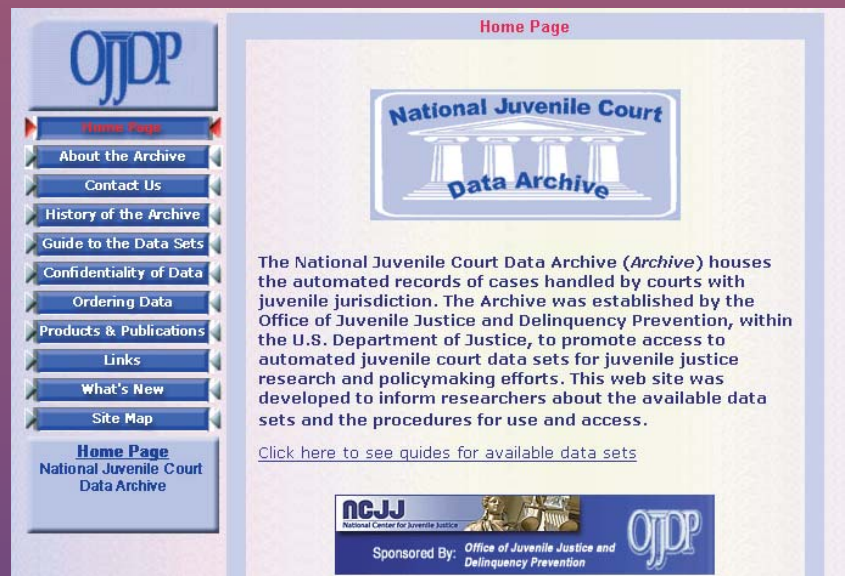 OJJDP
Home Page
About the Archive
Contact Us
History of the Archive
Guide to the Data Sets
Confidentiality of Data
Ordering Data
Products & Publications
Links
What's New
Site Map
Home Page
National Juvenile Court
Data Archive
Home Page
National Juvenile Court
Data Archive
The National Juvenile Court Data Archive (Archive) houses
the automated records of cases handled by courts with
juvenile jurisdiction. The Archive was established by the
Office of Juvenile Justice and Delinquency Prevention, within
the U.S. Department of Justice, to promote access to
automated juvenile court data sets for juvenile justice
research and policymaking efforts. This web site was
developed to inform researchers about the available data
sets and the procedures for use and access.
Click here to see guides for available data sets
NCJJ
National Center for Juvenile Justice
Sponsored By: Office of Juvenile Justice and
Delinquency Prevention
OJJDP